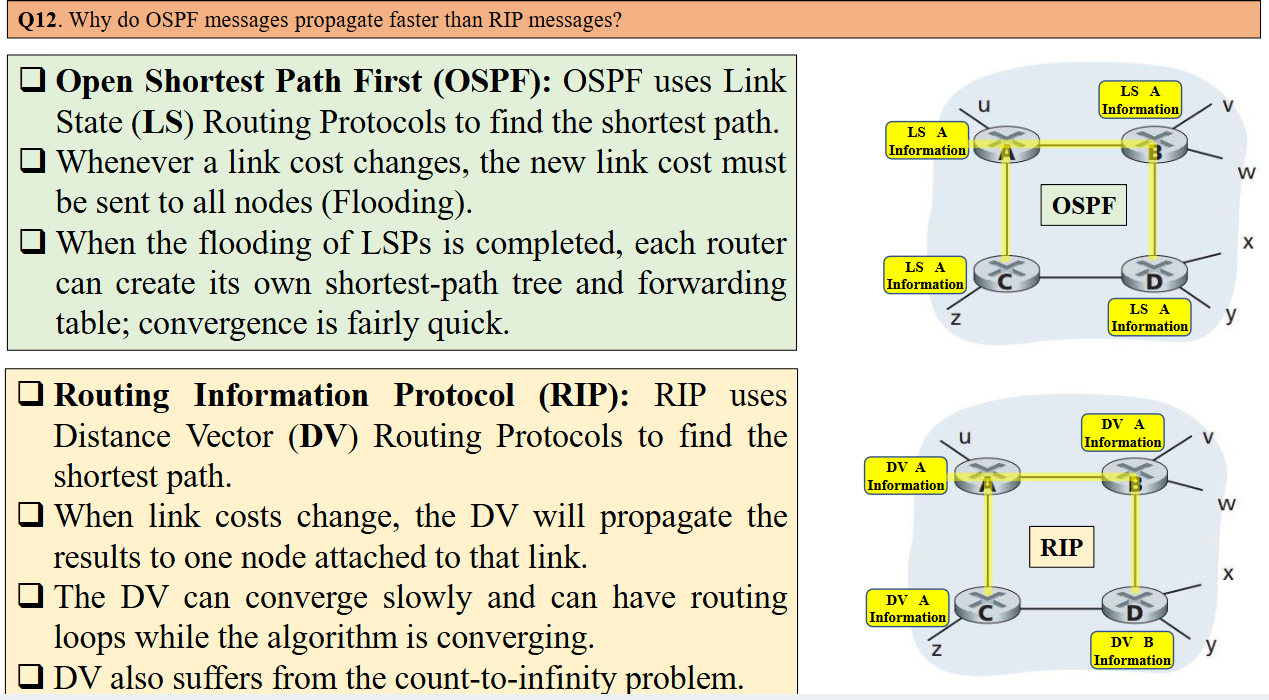 Q12. Why do OSPF messages propagate faster than RIP messages?
❑ Open Shortest Path First (OSPF): OSPF uses Link
State (LS) Routing Protocols to find the shortest path.
❑ Whenever a link cost changes, the new link cost must
be sent to all nodes (Flooding).
❑ When the flooding of LSPs is completed, each router
can create its own shortest-path tree and forwarding
table; convergence is fairly quick.
LS A
Information
u
v
LS A
Information
A
B
w
OSPF
x
LS A
Information
C
D
z
LS A
Information
y
❑ Routing Information Protocol (RIP): RIP uses
Distance Vector (DV) Routing Protocols to find the
shortest path.
❑ When link costs change, the DV will propagate the
results to one node attached to that link.
❑ The DV can converge slowly and can have routing
loops while the algorithm is converging.
❑ DV also suffers from the count-to-infinity problem.
DV A
Information
u
v
DV A
Information
A
B
w
RIP
x
DV A
Information
C
D
z
DV B
Information
y